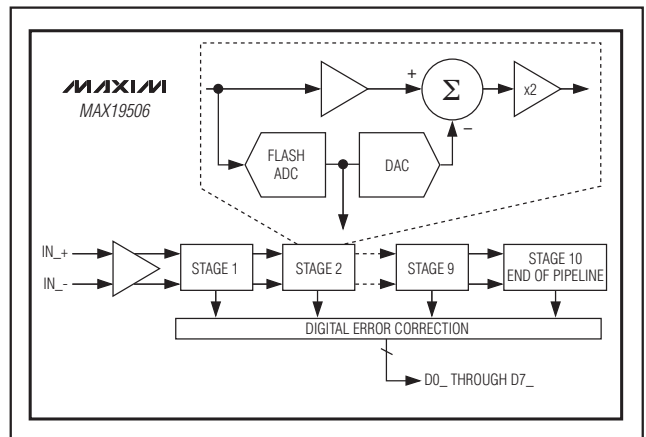 MAXIM
MAX19506
+
Σ
x2
−
FLASH
ADC
DAC
IN_+
IN_-
STAGE 1
STAGE 2
STAGE 9
STAGE 10
END OF PIPELINE
DIGITAL ERROR CORRECTION
D0_ THROUGH D7_